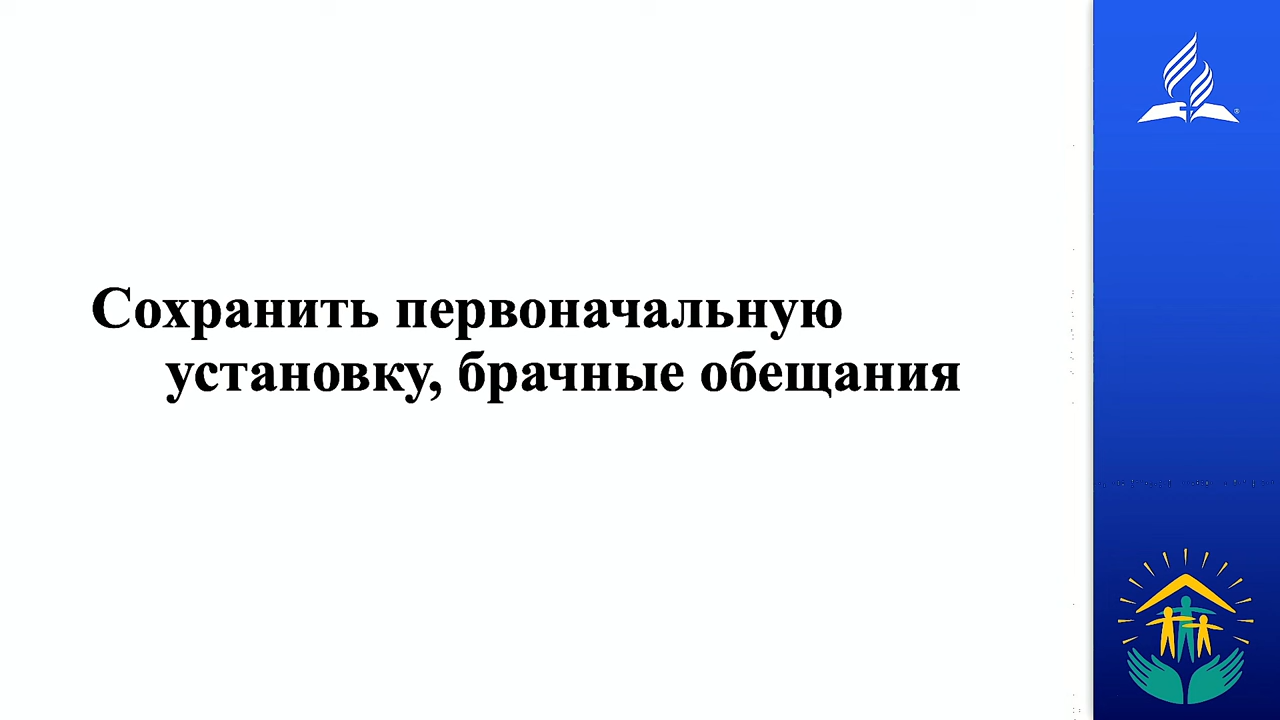 Сохранить первоначальную
установку, брачные обещания